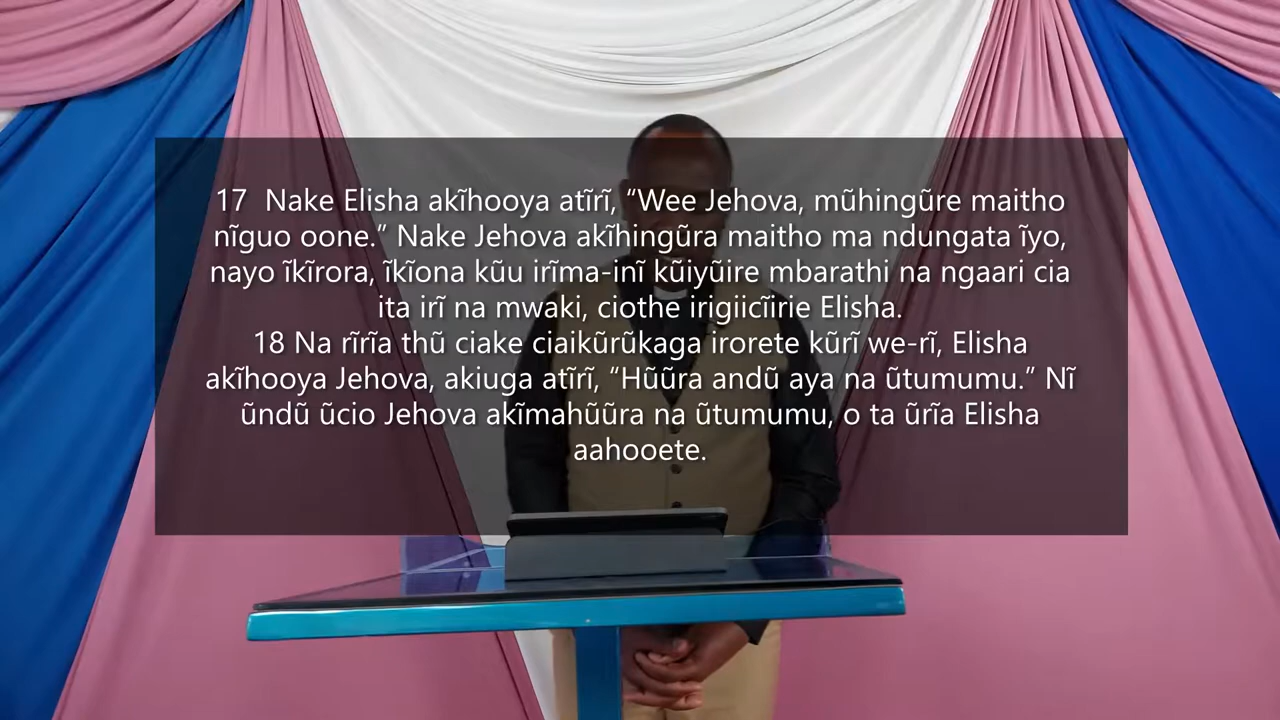 17  Nake Elisha akĩhooya atĩrĩ, “Wee Jehova, mũhingũre maitho
nĩguo oone.” Nake Jehova akĩhingũra maitho ma ndungata ĩyo,
nayo ĩkĩrora, ĩkĩona kũu irĩma-inĩ kũiyũire mbarathi na ngaari cia
ita irĩ na mwaki, ciothe irigiicĩirie Elisha.
18 Na rĩrĩa thũ ciake ciaikũrũkaga irorete kũrĩ we-rĩ, Elisha
akĩhooya Jehova, akiuga atĩrĩ, “Hũũra andũ aya na ũtumumu.” Nĩ
ũndũ ũcio Jehova akĩmahũũra na ũtumumu, o ta ũrĩa Elisha
aahooete.